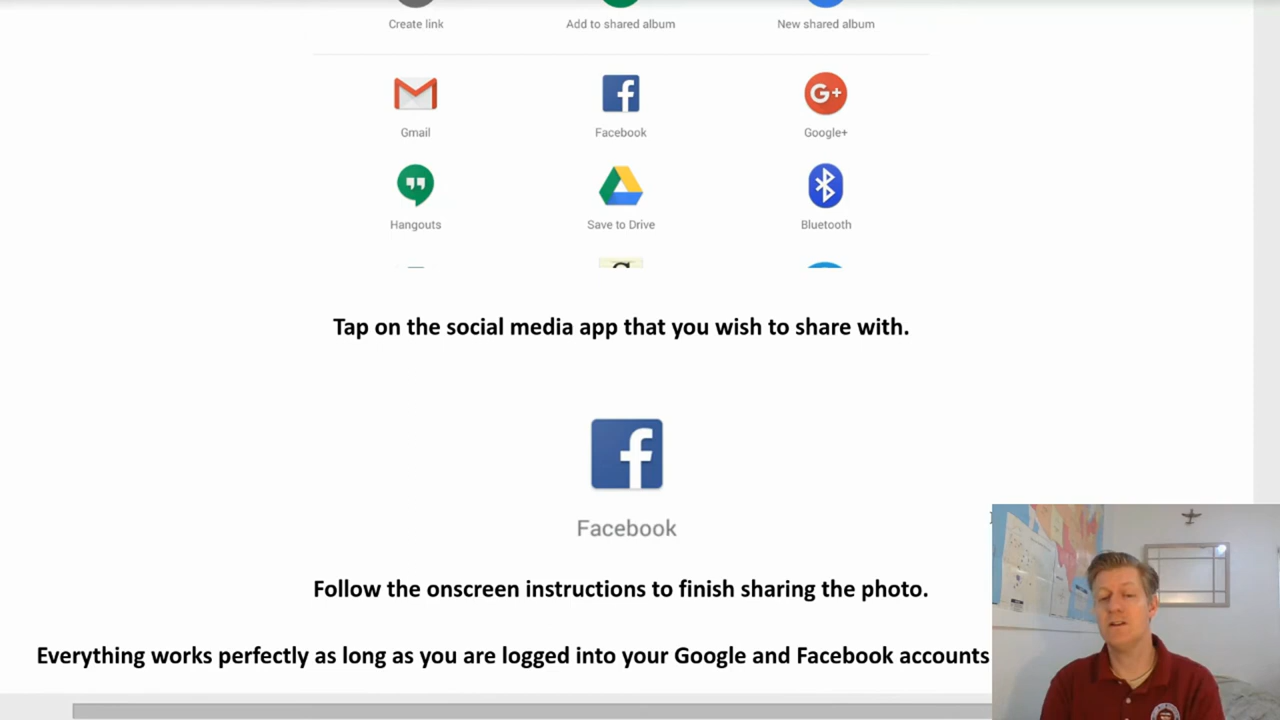 Create link Add to shared album New shared album
Gmail Facebook Google+
Hangouts Save to Drive Bluetooth
Tap on the social media app that you wish to share with.
Facebook
Follow the onscreen instructions to finish sharing the photo.
Everything works perfectly as long as you are logged into your Google and Facebook accounts